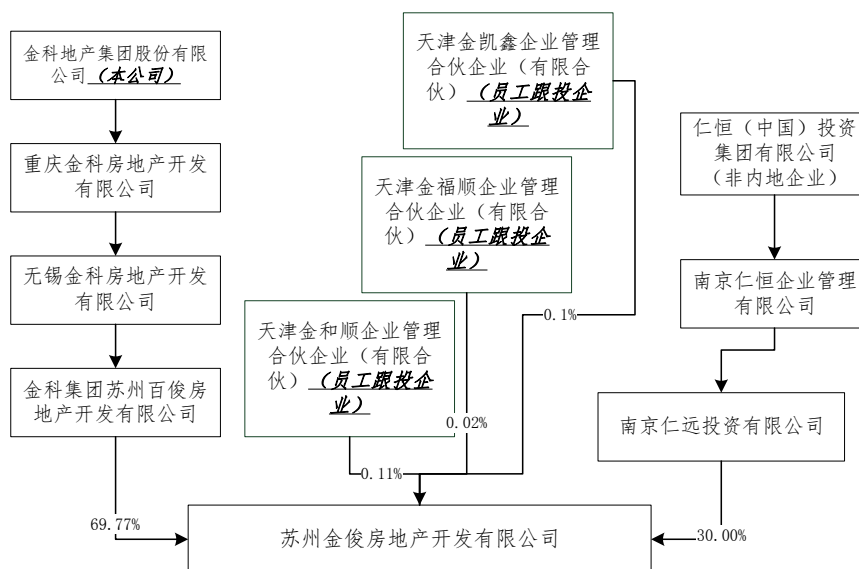 金科地产集团股份有限
公司（本公司）
重庆金科房地产开发
有限公司
无锡金科房地产开发
有限公司
金科集团苏州百俊房
地产开发有限公司
69.77%
天津金凯鑫企业管理
合伙企业（有限合
伙）（员工跟投企
业）
天津金福顺企业管理
合伙企业（有限合
伙）（员工跟投企
业）
天津金和顺企业管理
合伙企业（有限合
伙）（员工跟投企
业）
0.1%
0.02%
0.11%
仁恒（中国）投资
集团有限公司
（非内地企业）
南京仁恒企业管理
有限公司
南京仁远投资有限公司
30.00%
苏州金俊房地产开发有限公司